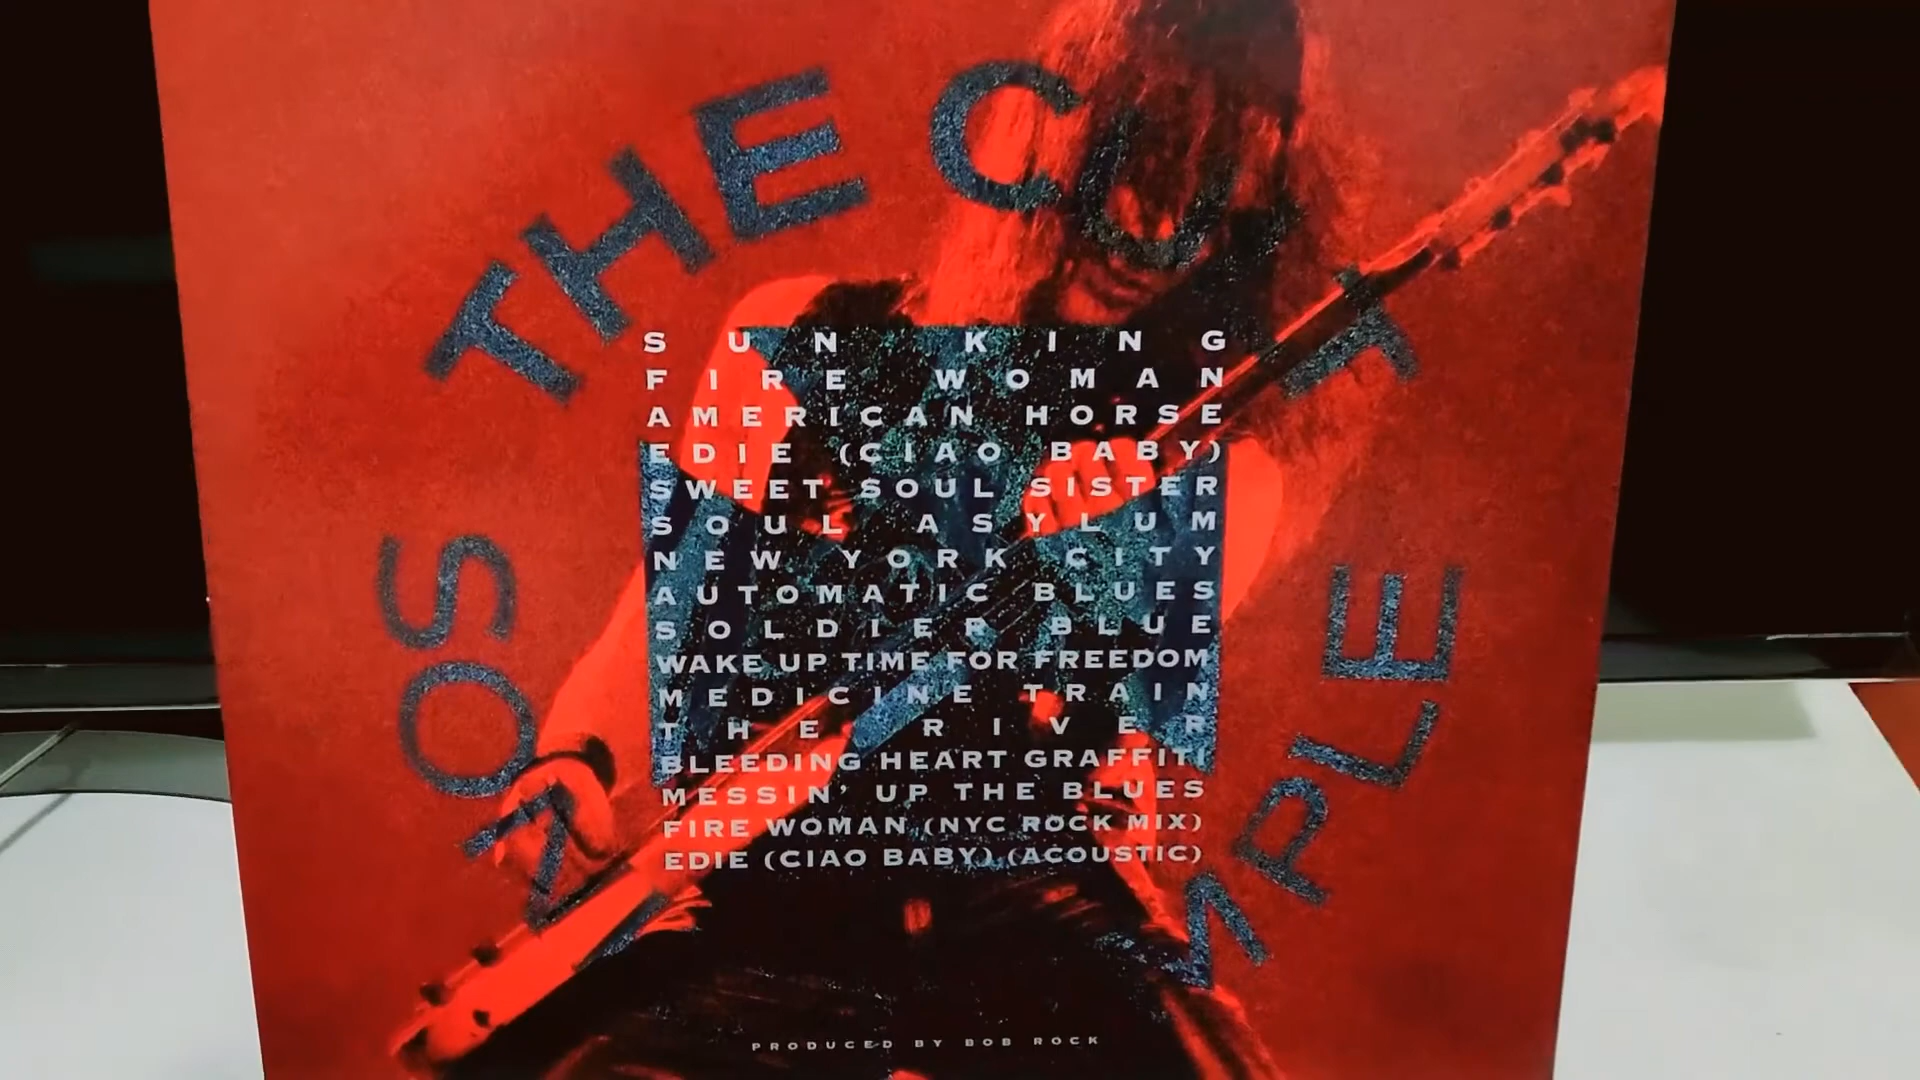 THE CULT
SUN KING
FIRE WOMAN
AMERICAN HORSE
EDIE (CIAO BABY)
SWEET SOUL SISTER
SOUL ASYLUM
NEW YORK CITY
AUTOMATIC BLUES
SOLDIER BLUE
WAKE UP TIME FOR FREEDOM
MEDICINE TRAIN
THE RIVER
BLEEDING HEART GRAFFITI
MESSIN' UP THE BLUES
FIRE WOMAN (NYC ROCK MIX)
EDIE (CIAO BABY) (ACOUSTIC)
SONIC TEMPLE
PRODUCED BY BOB ROCK